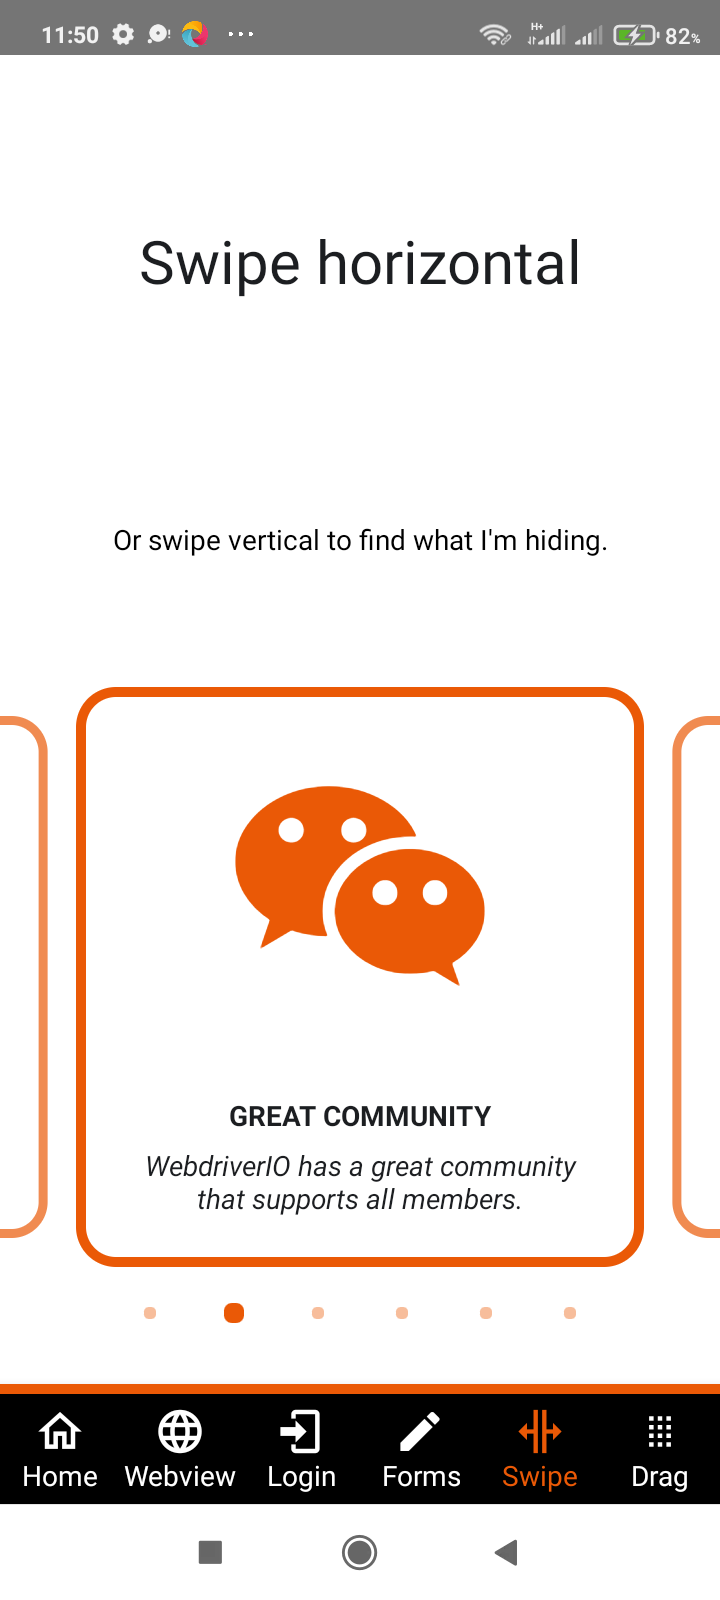 11:50
H+
82%
Swipe horizontal
Or swipe vertical to find what I'm hiding.
GREAT COMMUNITY
WebdriverIO has a great community
that supports all members.
Home Webview Login Forms Swipe Drag